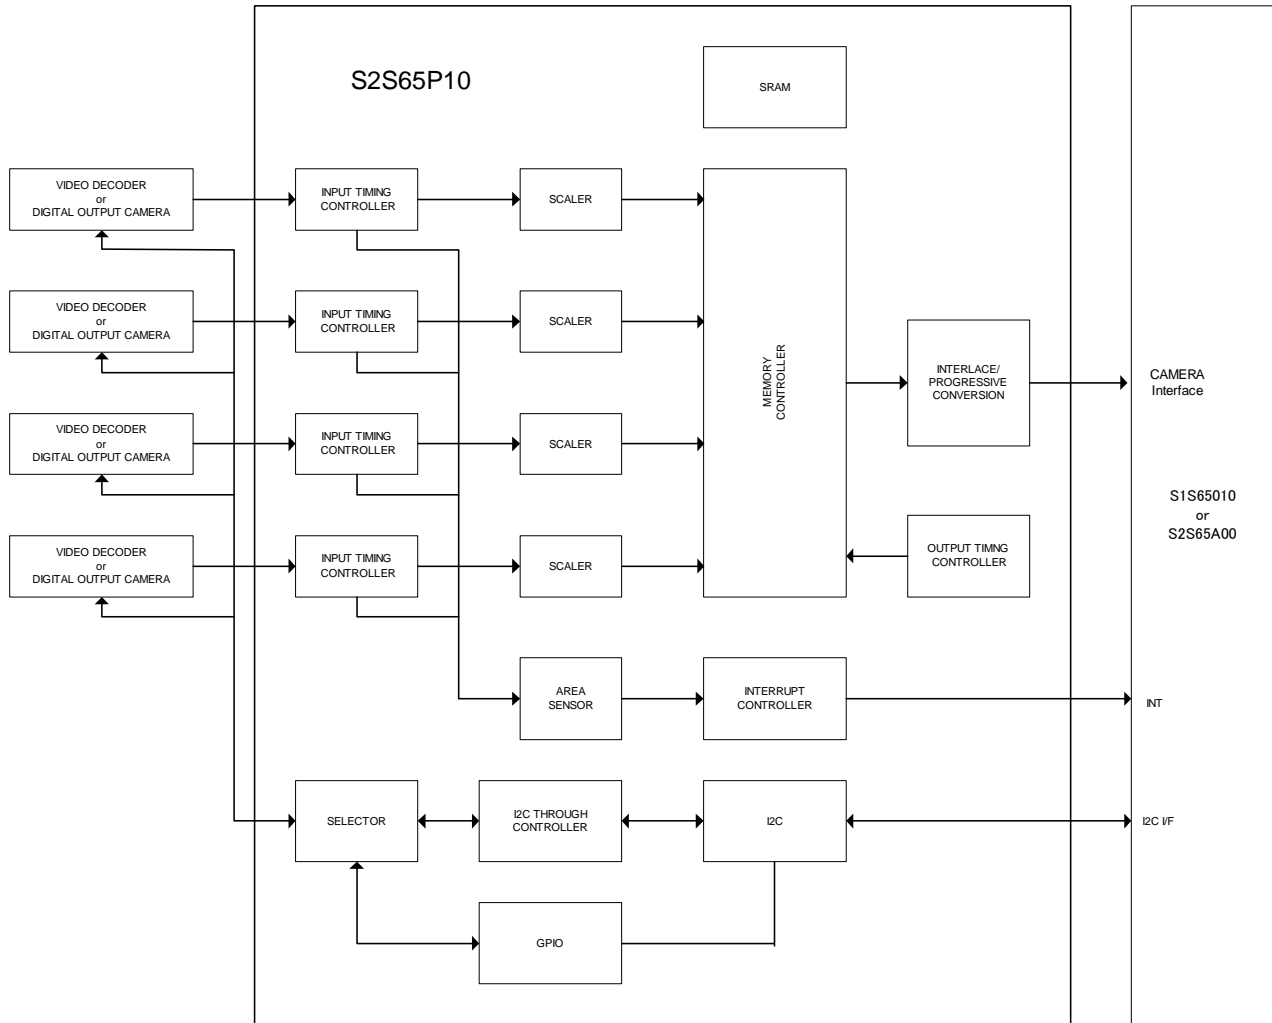 S2S65P10
SRAM
VIDEO DECODER
or
DIGITAL OUTPUT CAMERA
INPUT TIMING
CONTROLLER
SCALER
VIDEO DECODER
or
DIGITAL OUTPUT CAMERA
INPUT TIMING
CONTROLLER
SCALER
MEMORY
CONTROLLER
INTERLACE/
PROGRESSIVE
CONVERSION
CAMERA
Interface
VIDEO DECODER
or
DIGITAL OUTPUT CAMERA
INPUT TIMING
CONTROLLER
SCALER
S1S65010
or
S2S65A00
VIDEO DECODER
or
DIGITAL OUTPUT CAMERA
INPUT TIMING
CONTROLLER
SCALER
OUTPUT TIMNG
CONTROLLER
AREA
SENSOR
INTERRUPT
CONTROLLER
INT
SELECTOR
I2C THROUGH
CONTROLLER
I2C
I2C I/F
GPIO